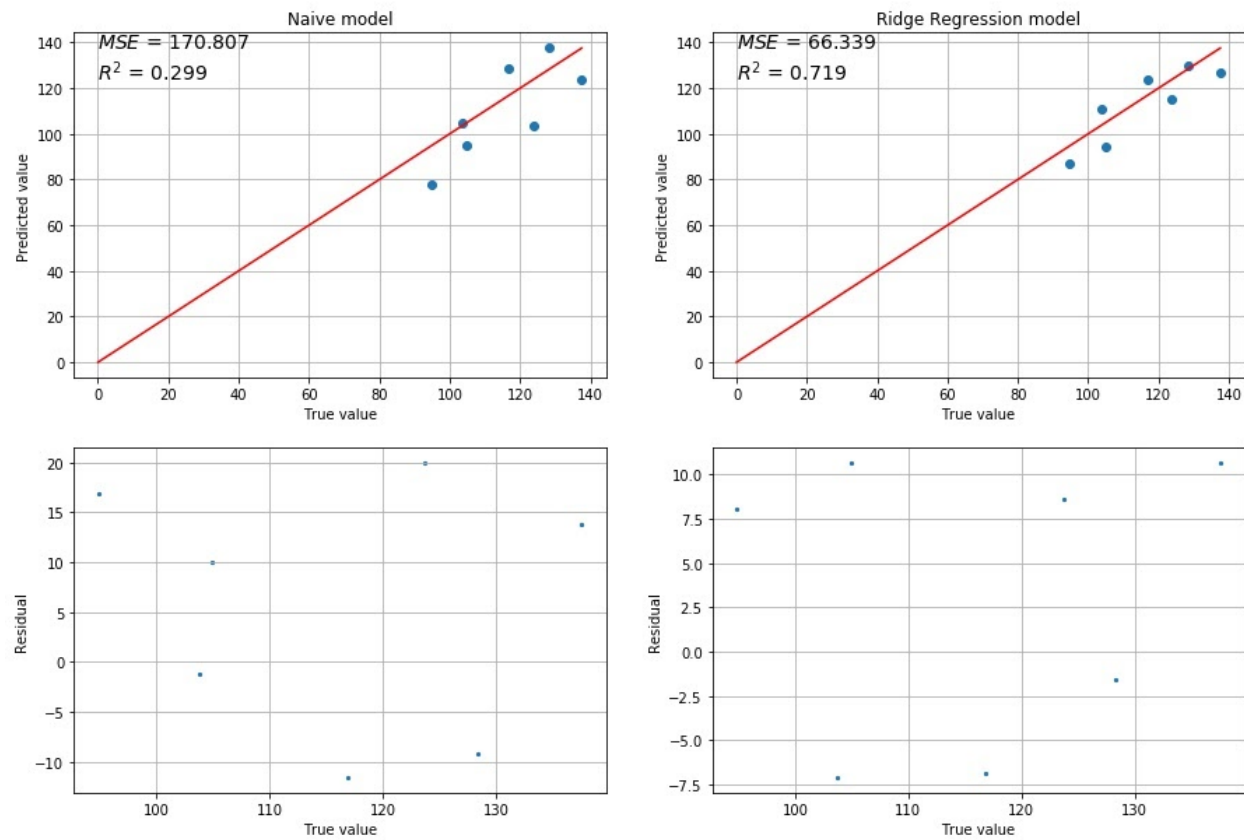 Naive model
MSE = 170.807
R² = 0.299
140
120
100
80
60
40
20
0
Predicted value
0 20 40 60 80 100 120 140
True value
Ridge Regression model
MSE = 66.339
R² = 0.719
140
120
100
80
60
40
20
0
Predicted value
0 20 40 60 80 100 120 140
True value
20
15
10
5
0
−5
−10
Residual
100 110 120 130
True value
10.0
7.5
5.0
2.5
0.0
−2.5
−5.0
−7.5
Residual
100 110 120 130
True value